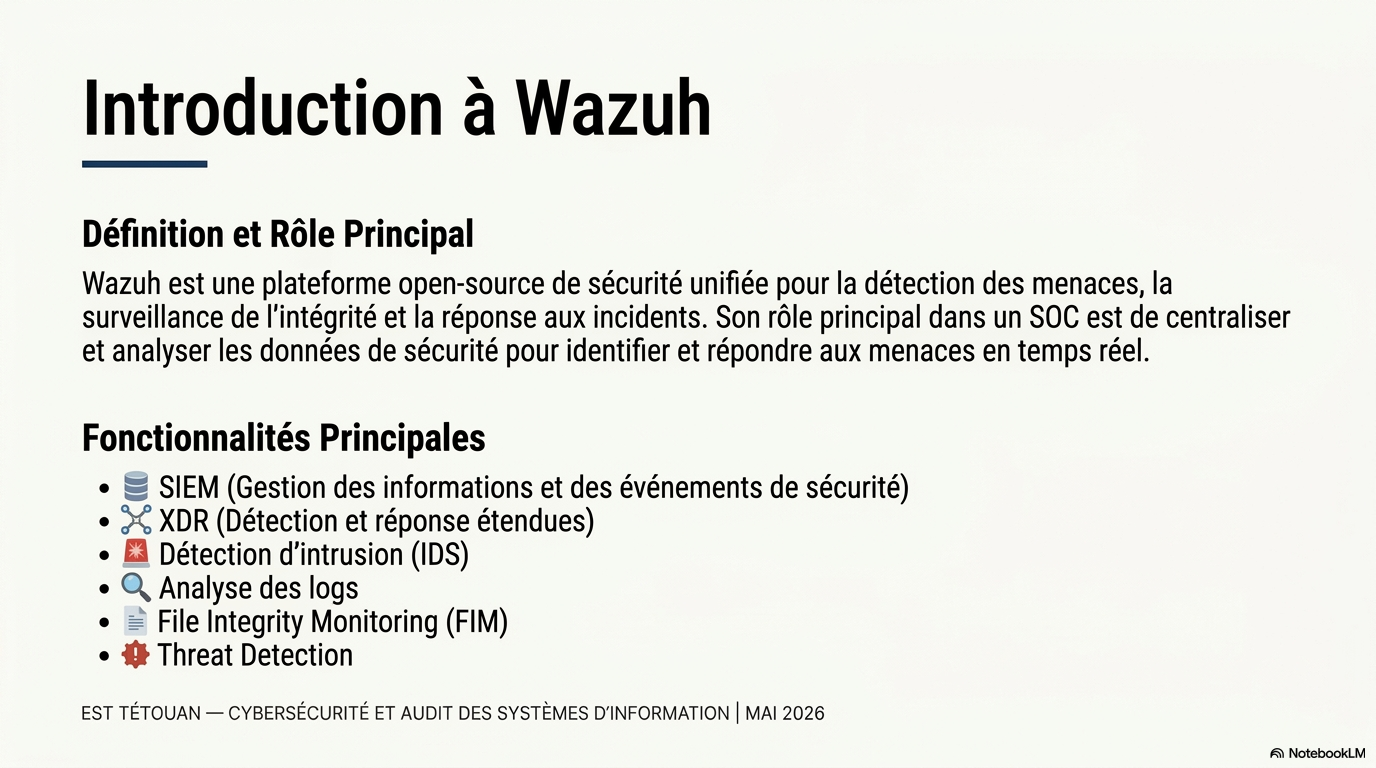 Introduction à Wazuh
Définition et Rôle Principal
Wazuh est une plateforme open-source de sécurité unifiée pour la détection des menaces, la
surveillance de l'intégrité et la réponse aux incidents. Son rôle principal dans un SOC est de centraliser
et analyser les données de sécurité pour identifier et répondre aux menaces en temps réel.
Fonctionnalités Principales
• SIEM (Gestion des informations et des événements de sécurité)
• XDR (Détection et réponse étendues)
• Détection d'intrusion (IDS)
• Analyse des logs
• File Integrity Monitoring (FIM)
• Threat Detection
EST TÉTOUAN — CYBERSÉCURITÉ ET AUDIT DES SYSTÈMES D'INFORMATION | MAI 2026
NotebookLM